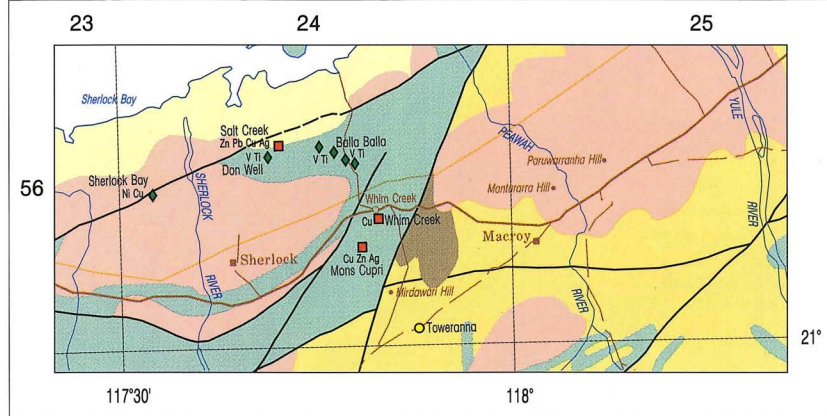 23 24 25
Sherlock Bay
Salt Creek
Zn Pb Cu Ag
V Ti
Don Well
Balla Balla
V Ti
V Ti
PEAWAH
YULE
Poruwarranha Hill
56
Sherlock Bay
Ni Cu
SHERLOCK
Mantararra Hill
Whim Creek
Cu
Whim Creek
RIVER
Macroy
Sherlock
Cu Zn Ag
Mons Cupri
RIVER
Mirdawari Hill
RIVER
Toweranna
21°
117°30'
118°